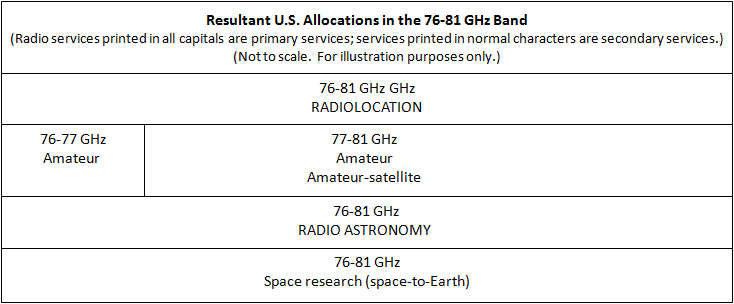 Resultant U.S. Allocations in the 76-81 GHz Band
(Radio services printed in all capitals are primary services; services printed in normal characters are secondary services.)
(Not to scale. For illustration purposes only.)
76-81 GHz GHz
RADIOLOCATION
76-77 GHz
Amateur
77-81 GHz
Amateur
Amateur-satellite
76-81 GHz
RADIO ASTRONOMY
76-81 GHz
Space research (space-to-Earth)